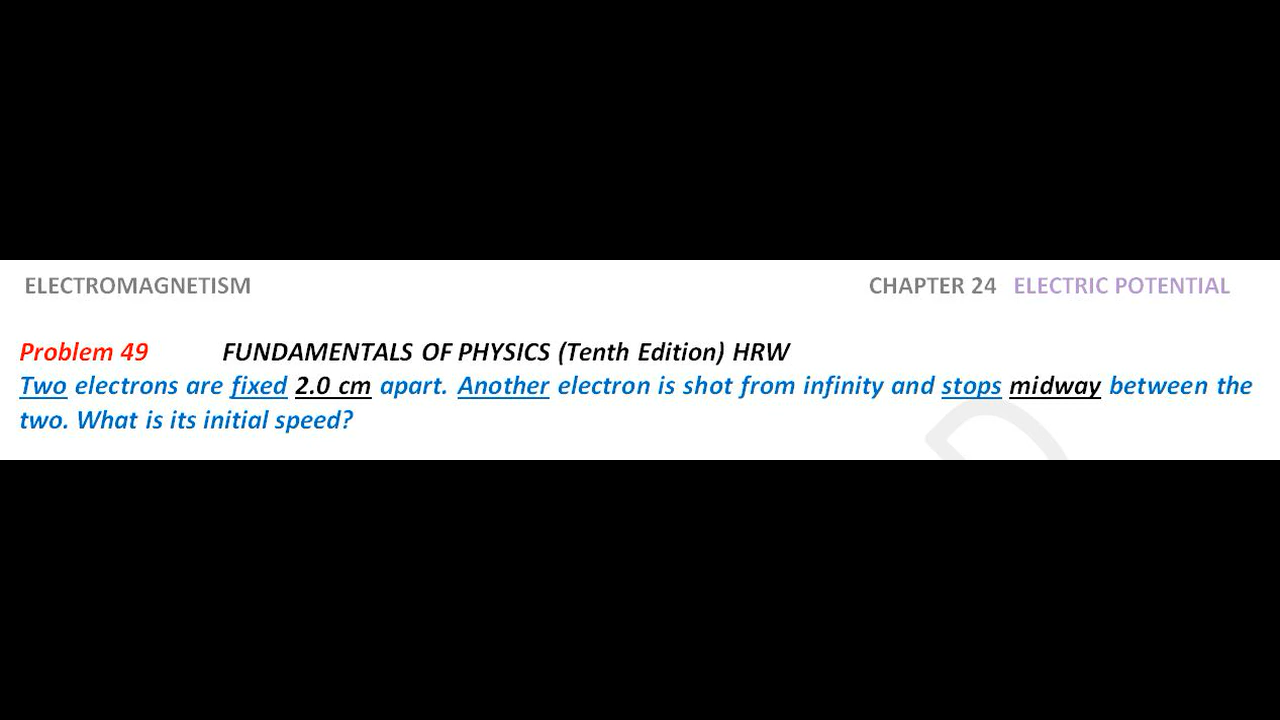 ELECTROMAGNETISM CHAPTER 24 ELECTRIC POTENTIAL
Problem 49 FUNDAMENTALS OF PHYSICS (Tenth Edition) HRW
Two electrons are fixed 2.0 cm apart. Another electron is shot from infinity and stops midway between the
two. What is its initial speed?